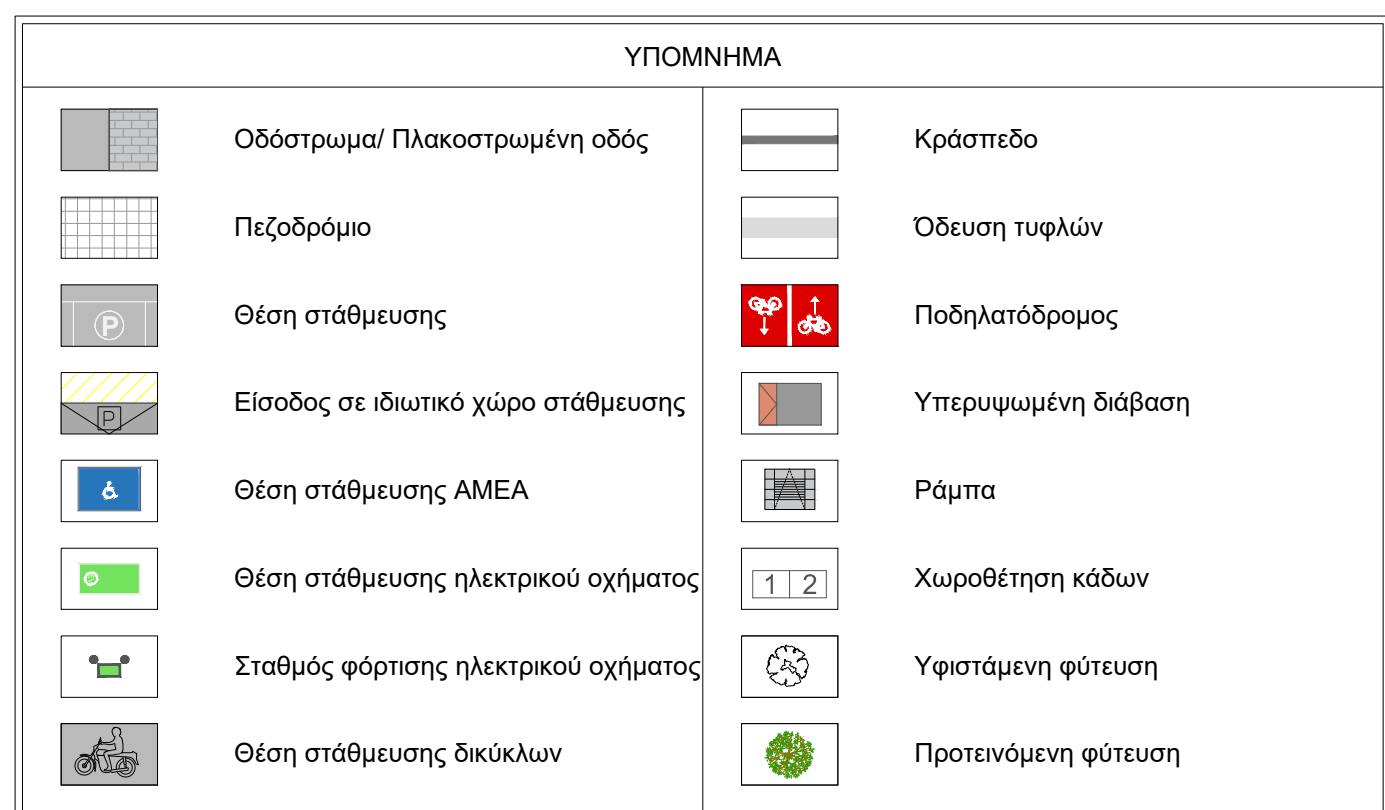 ΥΠΟΜΝΗΜΑ
Οδόστρωμα/ Πλακοστρωμένη οδός
Πεζοδρόμιο
P
Θέση στάθμευσης
P
Είσοδος σε ιδιωτικό χώρο στάθμευσης
Θέση στάθμευσης ΑΜΕΑ
Θέση στάθμευσης ηλεκτρικού οχήματος
Σταθμός φόρτισης ηλεκτρικού οχήματος
Θέση στάθμευσης δικύκλων
Κράσπεδο
Όδευση τυφλών
Ποδηλατόδρομος
Υπερυψωμένη διάβαση
Ράμπα
1 2
Χωροθέτηση κάδων
Υφιστάμενη φύτευση
Προτεινόμενη φύτευση